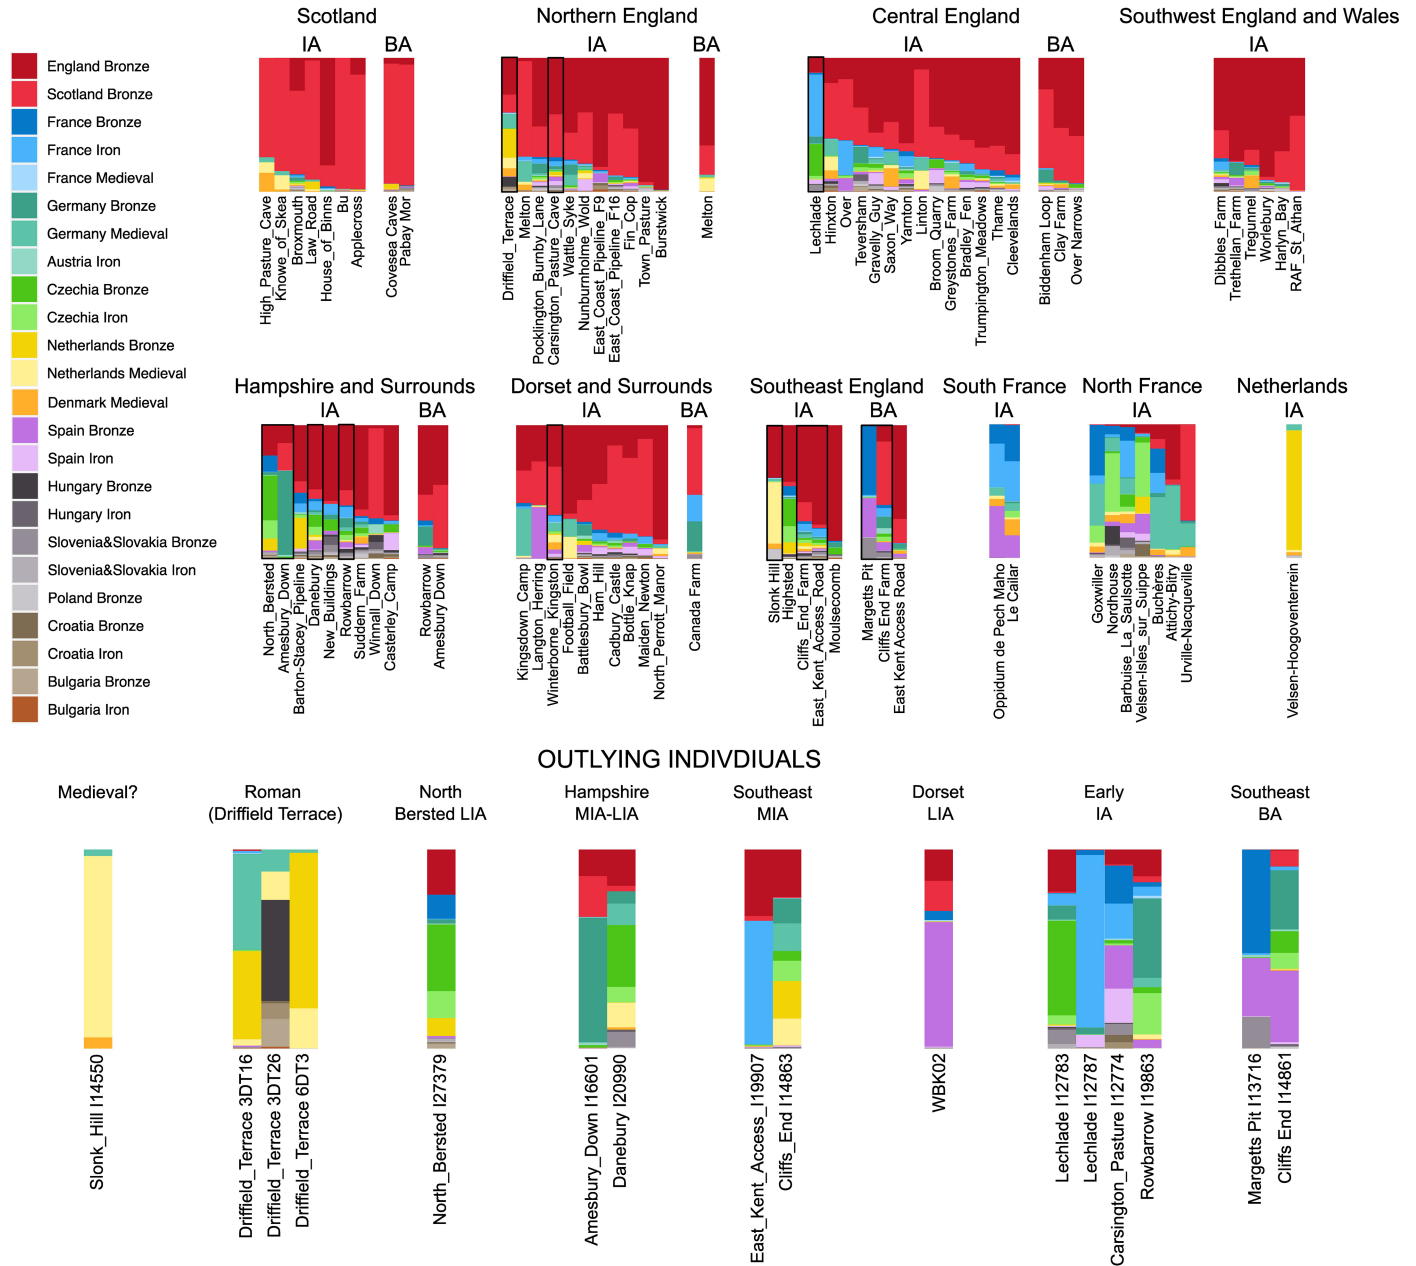 Scotland
Northern England
Central England
Southwest England and Wales
IA
BA
IA
BA
IA
BA
IA
England Bronze
Scotland Bronze
France Bronze
France Iron
France Medieval
Germany Bronze
Germany Medieval
Austria Iron
Czechia Bronze
Czechia Iron
Netherlands Bronze
Netherlands Medieval
Denmark Medieval
Spain Bronze
Spain Iron
Hungary Bronze
Hungary Iron
Slovenia&Slovakia Bronze
Slovenia&Slovakia Iron
Poland Bronze
Croatia Bronze
Croatia Iron
Bulgaria Bronze
Bulgaria Iron
High_Pasture_Cave
Knowe_of_Skea
Broxmouth
Law_Road
House_of_Binns
Bu
Applecross
Covesea Caves
Pabay Mor
Driffield_Terrace
Melton
Pocklington_Burnby_Lane
Carsington_Pasture_Cave
Wattle_Syke
Nunburnholme_Wold
East_Coast_Pipeline_F9
East_Coast_Pipeline_F16
Fin_Cop
Town_Pasture
Burstwick
Melton
Lechlade
Hinxton
Over
Teversham
Gravelly_Guy
Saxon_Way
Yarnton
Linton
Broom_Quarry
Greystones_Farm
Bradley_Fen
Trumpington_Meadows
Thame
Cleevelands
Biddenham Loop
Clay Farm
Over Narrows
Dibbles_Farm
Trethellan_Farm
Tregunnel
Worlebury
Harlyn_Bay
RAF_St_Athan
Hampshire and Surrounds
Dorset and Surrounds
Southeast England
South France
North France
Netherlands
IA
BA
IA
BA
IA
BA
IA
IA
IA
North_Bersted
Amesbury_Down
Barton-Stacey_Pipeline
Danebury
New_Buildings
Rowbarrow
Suddern_Farm
Winnall_Down
Casterley_Camp
Rowbarrow
Amesbury Down
Kingsdown_Camp
Langton_Herring
Winterborne_Kingston
Football_Field
Battlesbury_Bowl
Ham_Hill
Cadbury_Castle
Bottle_Knap
Maiden_Newton
North_Perrott_Manor
Canada Farm
Slonk Hill
Highsted
Cliffs_End_Farm
East_Kent_Access_Road
Moulsecoomb
Margetts Pit
Cliffs End Farm
East Kent Access Road
Oppidum de Pech Maho
Le Cailar
Goxwiller
Nordhouse
Barbuise_La_Saulsotte
Velsen-Isles_sur_Suippe
Buchères
Attichy-Bitry
Urville-Nacqueville
Velsen-Hoogoventerrein
OUTLYING INDIVDIUALS
Medieval?
Roman
(Driffield Terrace)
North
Bersted LIA
Hampshire
MIA-LIA
Southeast
MIA
Dorset
LIA
Early
IA
Southeast
BA
Slonk_Hill I14550
Driffield_Terrace 3DT16
Driffield_Terrace 3DT26
Driffield_Terrace 6DT3
North_Bersted I27379
Amesbury_Down I16601
Danebury I20990
East_Kent_Access_I19907
Cliffs_End I14863
WBK02
Lechlade I12783
Lechlade I12787
Carsington_Pasture I12774
Rowbarrow I19863
Margetts Pit I13716
Cliffs End I14861